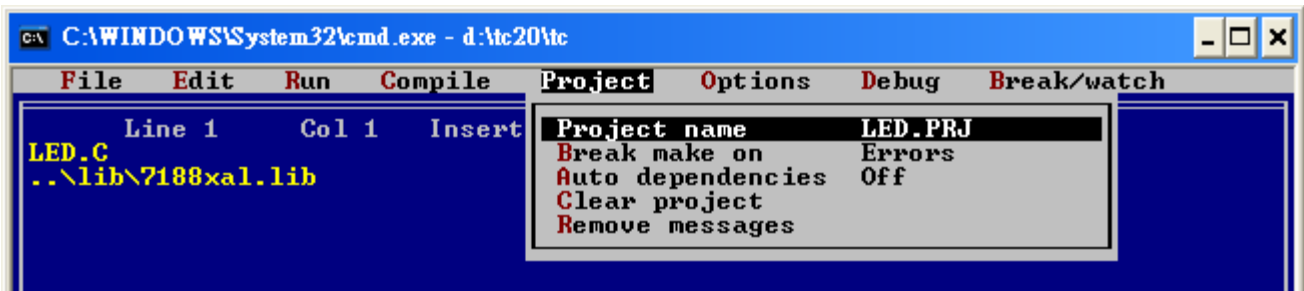 C:\WINDOWS\System32\cmd.exe - d:\tc20\tc
File Edit Run Compile Project Options Debug Break/watch
Line 1 Col 1 Insert
LED.C
..\lib\7188xal.lib
Project name LED.PRJ
Break make on Errors
Auto dependencies Off
Clear project
Remove messages